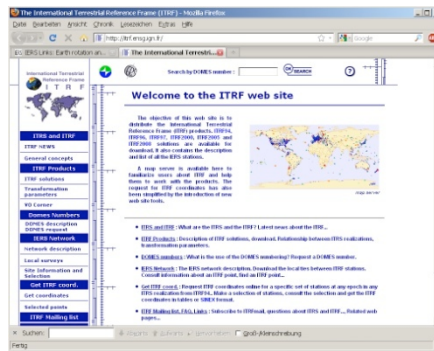 The International Terrestrial Reference Frame (ITRF) - Mozilla Firefox
Datei Bearbeiten Ansicht Chronik Lesezeichen Extras Hilfe
http://itrf.ensg.ign.fr/
Google
IERS Links: Earth rotation an...
The International Terrestri...
International Terrestrial
Reference Frame
I T R F
Search by DOMES number :
OK SEARCH
?
Welcome to the ITRF web site
The objective of this web site is to
distribute the International Terrestrial
Reference Frame (ITRF) products. ITRF94,
ITRF96, ITRF97, ITRF2000, ITRF2005 and
ITRF2008 solutions are available for
download. It also contains the description
and list of all the IERS stations.
A map server is available here to
familiarize users about ITRF and help
them to work with the products. The
request for ITRF coordinates has also
been simplified by the introduction of new
web site tools.
map server
ITRS and ITRF
ITRF NEWS
General concepts
ITRF Products
ITRF solutions
Transformation
parameters
VO Corner
Domes Numbers
DOMES description
DOMES request
IERS Network
Network description
Local surveys
Site Information and
Selection
Get ITRF coord.
Get coordinates
Selected points
ITRF Mailing list
ITRS and ITRF : What are the ITRS and the ITRF? Latest news about the ITRF...
ITRF Products : Description of ITRF solutions, download, Relationship between ITRS realizations,
transformation parameters.
DOMES numbers : What is the use of the DOMES numbering? Request a DOMES number.
IERS Network : The IERS network description. Download the local ties between ITRF stations.
Consult information about an ITRF point, find an ITRF point.
Get ITRF coord. : Request ITRF coordinates online for a specific set of stations at any epoch in any
ITRS realization from ITRF94. Make a selection of stations, consult the selection and get the ITRF
coordinates in tables or SINEX format.
ITRF Mailing list, FAQ, Links : Subscribe to ITRFmail, questions about ITRS and ITRF... Related web
pages...
Suchen:
Abwärts Aufwärts Hervorheben Groß-/Kleinschreibung
Fertig